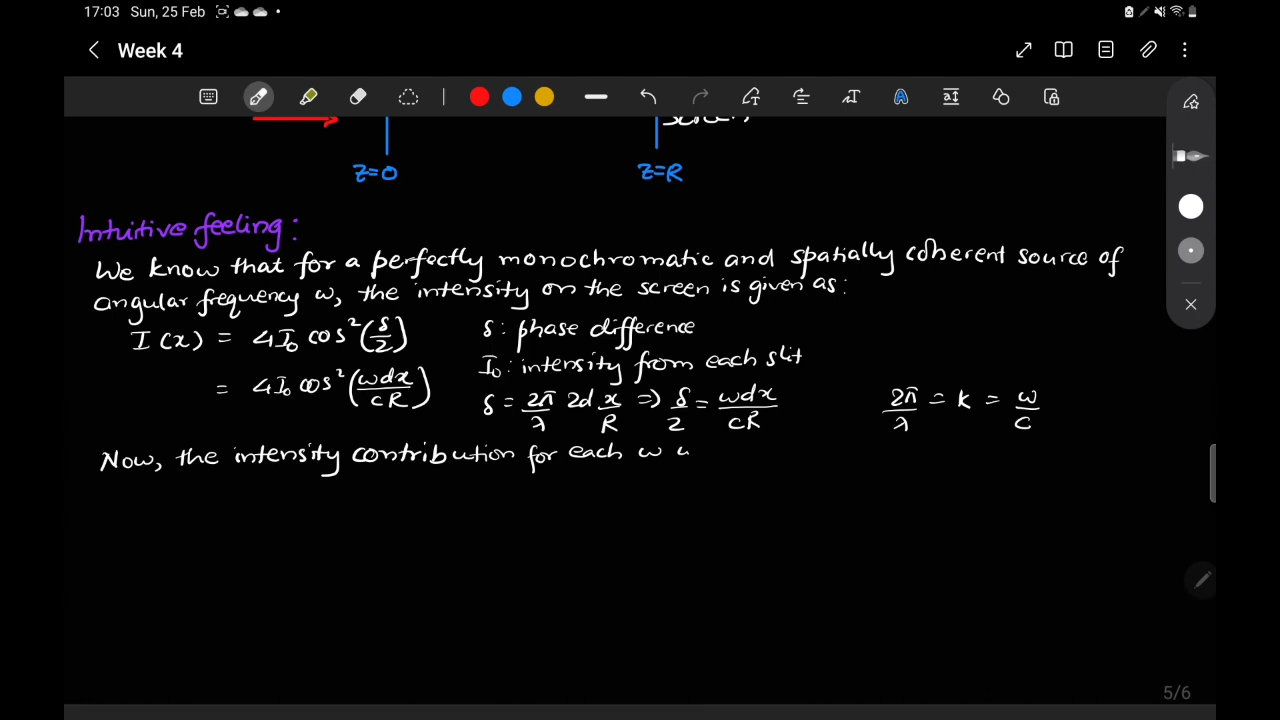 17:03 Sun, 25 Feb
Week 4
z=0
z=R
Intuitive feeling:
We know that for a perfectly monochromatic and spatially coherent source of
angular frequency ω, the intensity on the screen is given as:
I(x) = 4I₀ cos²(δ/2)
δ: phase difference
I₀: intensity from each slit
= 4I₀ cos²(ωdx/cR)
δ = 2π/λ 2d x/R => δ/2 = ωdx/cR
2π/λ = k = ω/c
Now, the intensity contribution for each ω
5/6